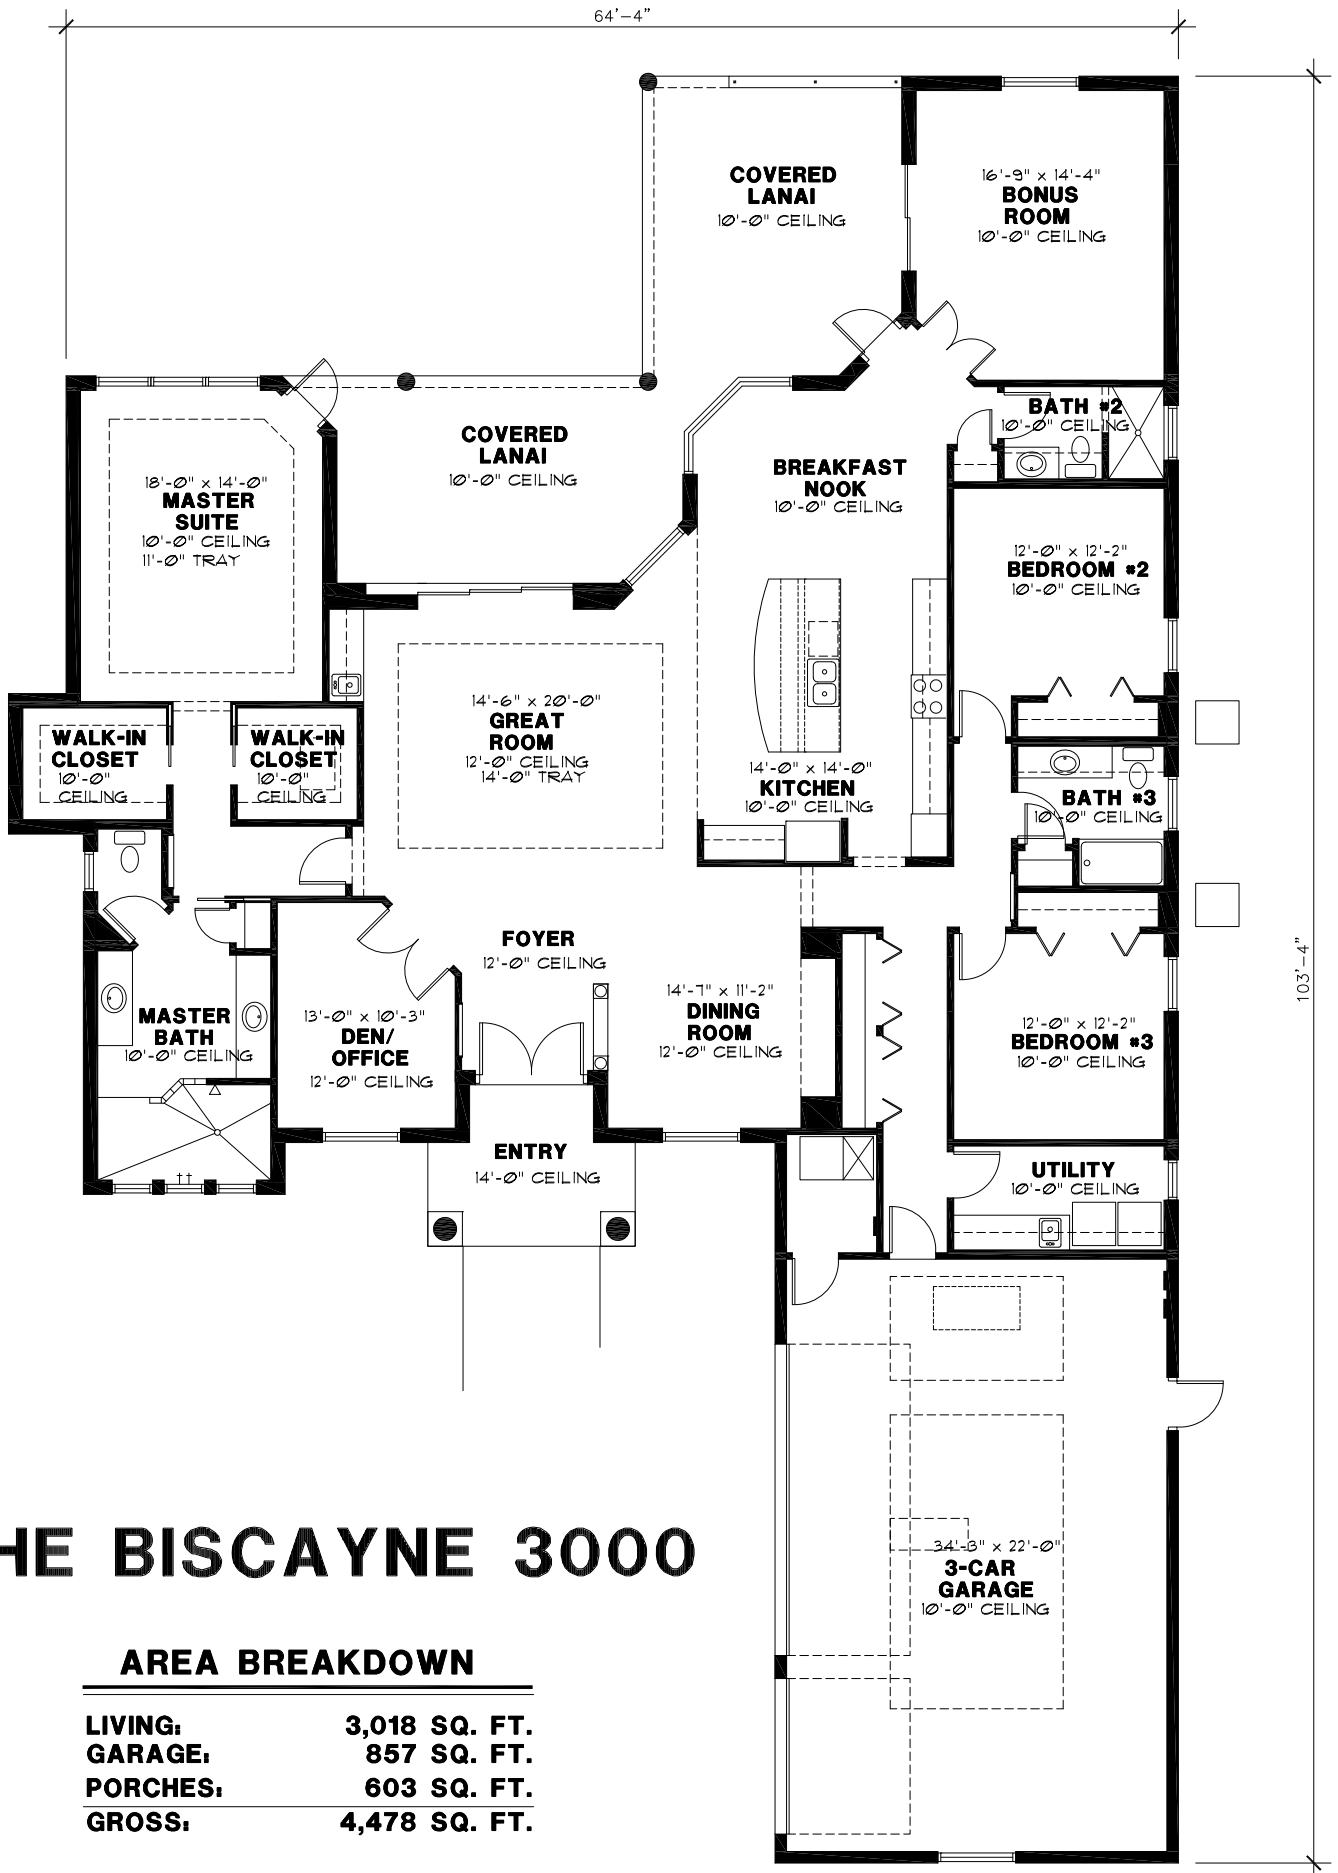 64'-4"
COVERED
LANAI
10'-0" CEILING
16'-9" x 14'-4"
BONUS
ROOM
10'-0" CEILING
BATH #2
10'-0" CEILING
COVERED
LANAI
10'-0" CEILING
BREAKFAST
NOOK
10'-0" CEILING
18'-0" x 14'-0"
MASTER
SUITE
10'-0" CEILING
11'-0" TRAY
12'-0" x 12'-2"
BEDROOM #2
10'-0" CEILING
14'-6" x 20'-0"
GREAT
ROOM
12'-0" CEILING
14'-0" TRAY
WALK-IN
CLOSET
10'-0"
CEILING
WALK-IN
CLOSET
10'-0"
CEILING
14'-0" x 14'-0"
KITCHEN
10'-0" CEILING
BATH #3
10'-0" CEILING
FOYER
12'-0" CEILING
103'-4"
14'-7" x 11'-2"
DINING
ROOM
12'-0" CEILING
MASTER
BATH
10'-0" CEILING
13'-0" x 10'-3"
DEN/
OFFICE
12'-0" CEILING
12'-0" x 12'-2"
BEDROOM #3
10'-0" CEILING
ENTRY
14'-0" CEILING
UTILITY
10'-0" CEILING
34'-3" x 22'-0"
3-CAR
GARAGE
10'-0" CEILING
HE BISCAYNE 3000
AREA BREAKDOWN
LIVING: 3,018 SQ. FT.
GARAGE: 857 SQ. FT.
PORCHES: 603 SQ. FT.
GROSS: 4,478 SQ. FT.